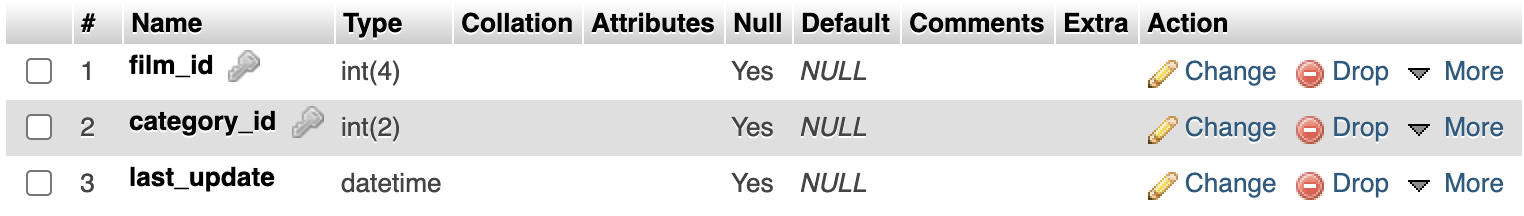 # Name Type Collation Attributes Null Default Comments Extra Action
1 film_id int(4) Yes NULL Change Drop More
2 category_id int(2) Yes NULL Change Drop More
3 last_update datetime Yes NULL Change Drop More